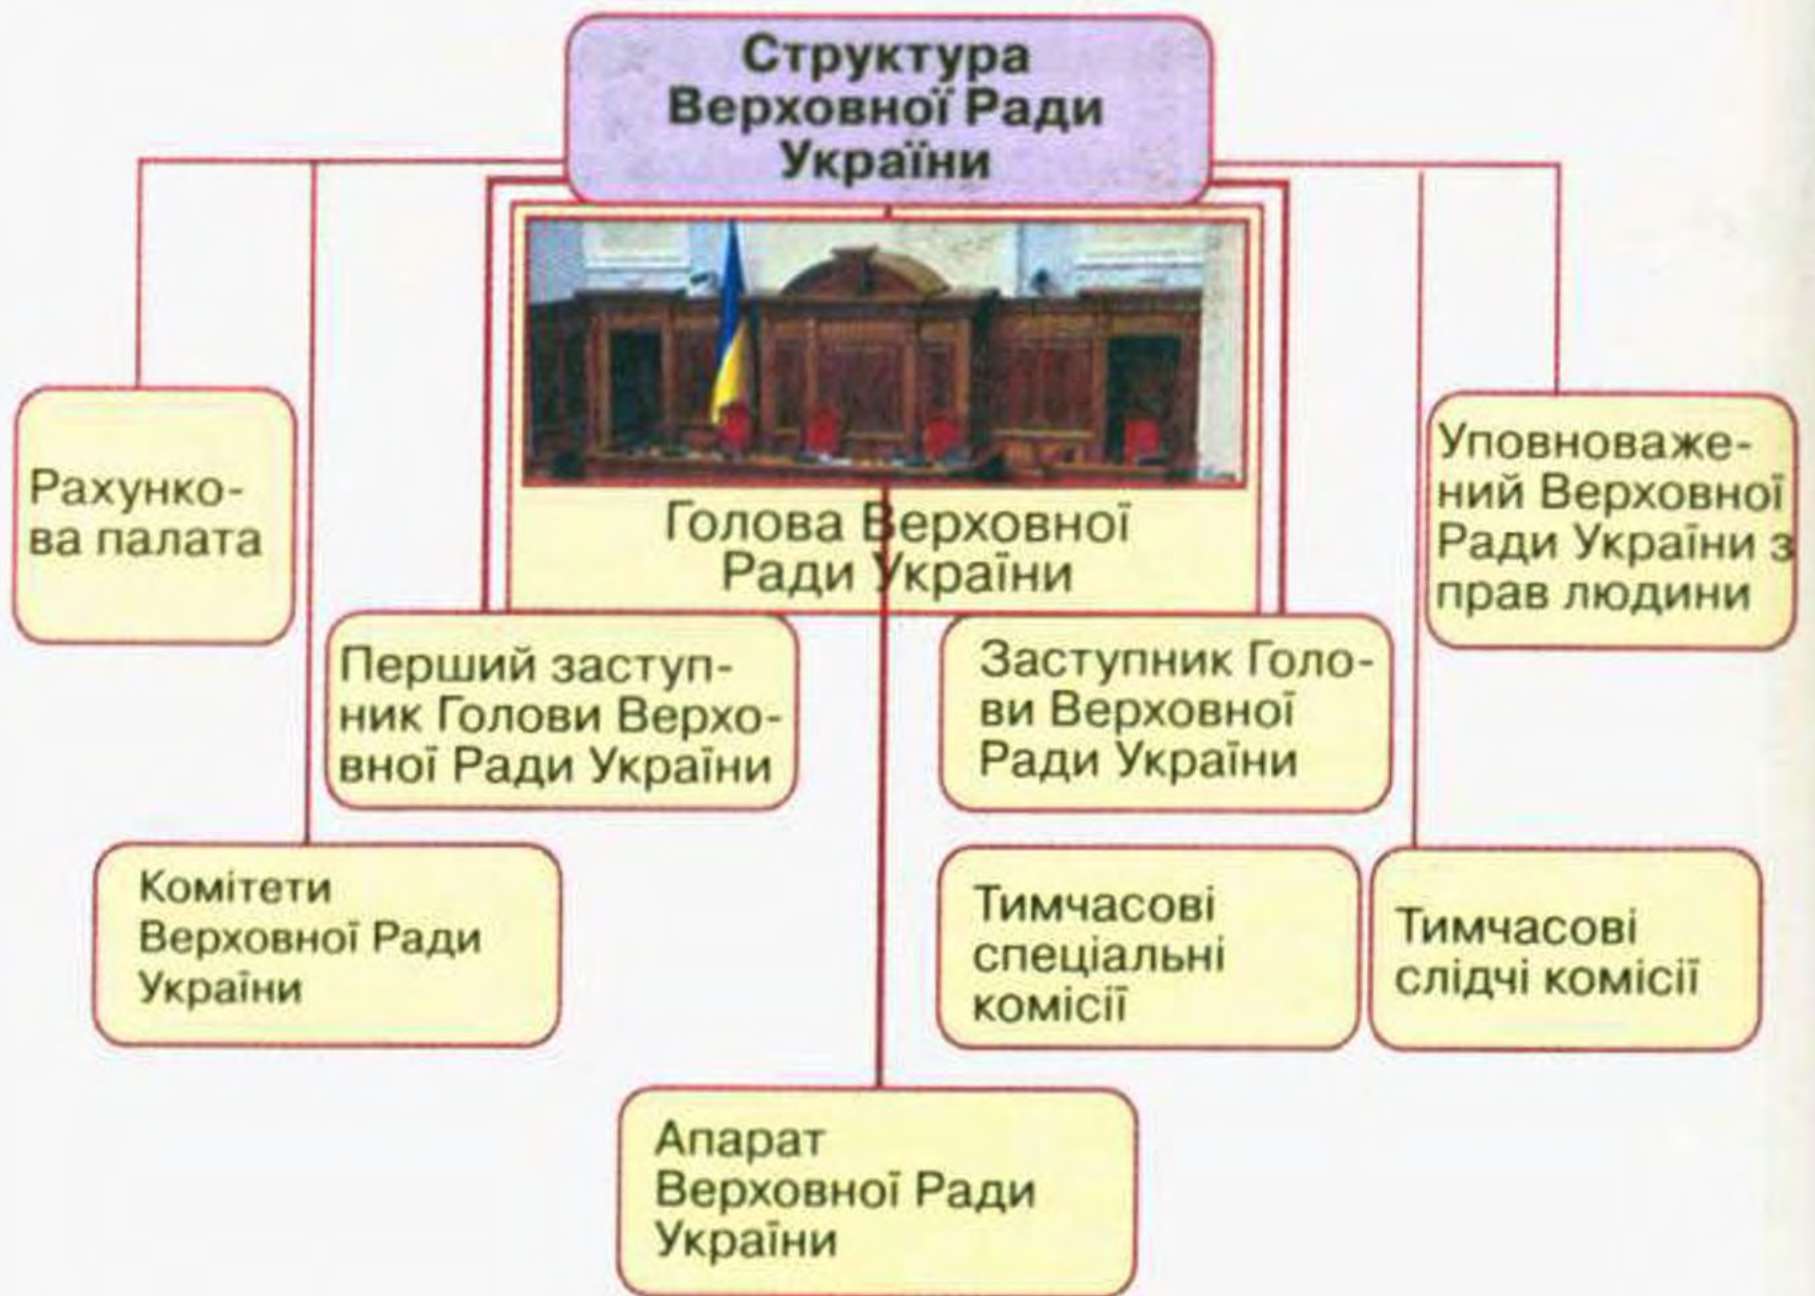 Структура
Верховної Ради
України
Голова Верховної
Ради України
Рахунко-
ва палата
Уповноваже-
ний Верховної
Ради України з
прав людини
Перший заступ-
ник Голови Верхо-
вної Ради України
Заступник Голо-
ви Верховної
Ради України
Комітети
Верховної Ради
України
Тимчасові
спеціальні
комісії
Тимчасові
слідчі комісії
Апарат
Верховної Ради
України